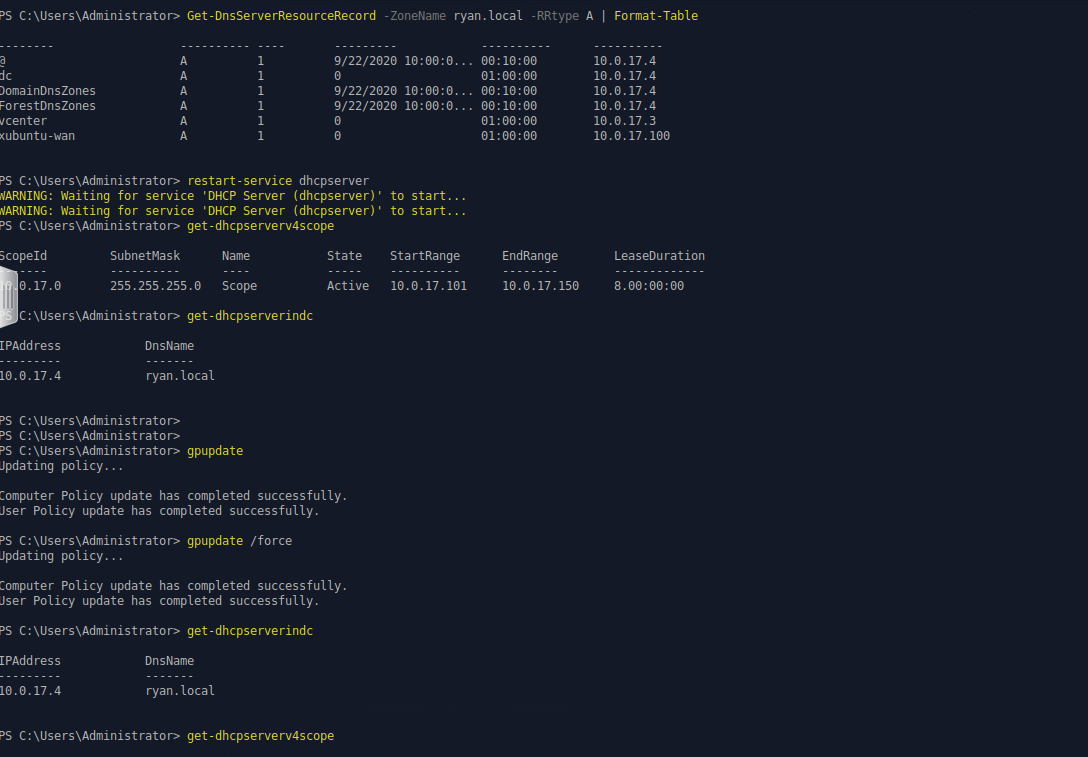 PS C:\Users\Administrator> Get-DnsServerResourceRecord -ZoneName ryan.local -RRtype A | Format-Table
-------- ---------- ---- --------- ---------- ----------
@ A 1 9/22/2020 10:00:0... 00:10:00 10.0.17.4
dc A 1 0 01:00:00 10.0.17.4
DomainDnsZones A 1 9/22/2020 10:00:0... 00:10:00 10.0.17.4
ForestDnsZones A 1 9/22/2020 10:00:0... 00:10:00 10.0.17.4
vcenter A 1 0 01:00:00 10.0.17.3
xubuntu-wan A 1 0 01:00:00 10.0.17.100
PS C:\Users\Administrator> restart-service dhcpserver
WARNING: Waiting for service 'DHCP Server (dhcpserver)' to start...
WARNING: Waiting for service 'DHCP Server (dhcpserver)' to start...
PS C:\Users\Administrator> get-dhcpserverv4scope
ScopeId SubnetMask Name State StartRange EndRange LeaseDuration
---- ---------- ---- ----- ---------- -------- -------------
.0.17.0 255.255.255.0 Scope Active 10.0.17.101 10.0.17.150 8.00:00:00
PS C:\Users\Administrator> get-dhcpserverindc
IPAddress DnsName
--------- -------
10.0.17.4 ryan.local
PS C:\Users\Administrator>
PS C:\Users\Administrator>
PS C:\Users\Administrator> gpupdate
Updating policy...
Computer Policy update has completed successfully.
User Policy update has completed successfully.
PS C:\Users\Administrator> gpupdate /force
Updating policy...
Computer Policy update has completed successfully.
User Policy update has completed successfully.
PS C:\Users\Administrator> get-dhcpserverindc
IPAddress DnsName
--------- -------
10.0.17.4 ryan.local
PS C:\Users\Administrator> get-dhcpserverv4scope